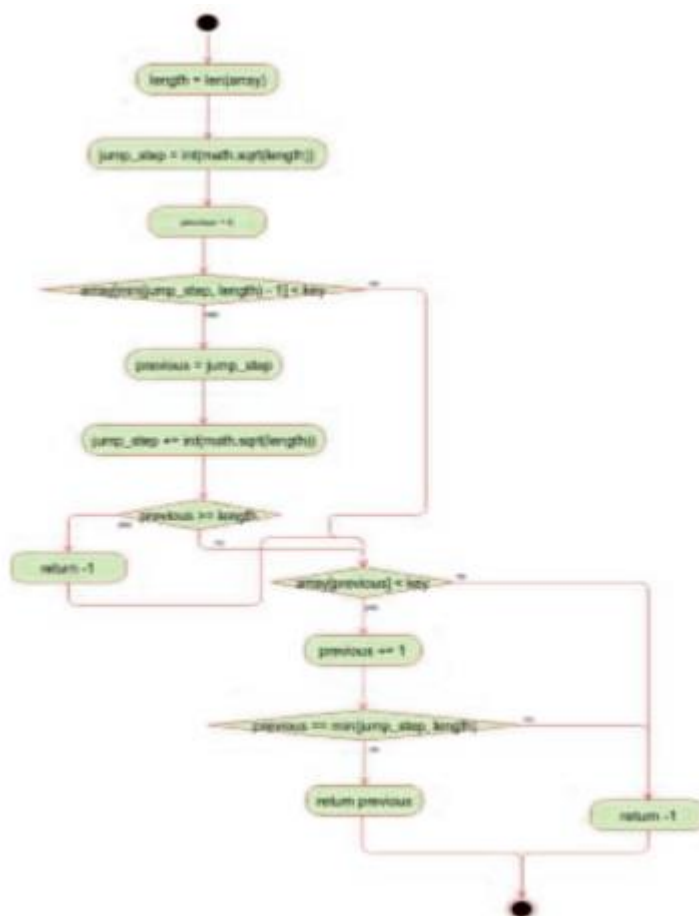 length = len(array)
jump_step = int(math.sqrt(length))
previous = 0
array[min(jump_step, length) - 1] < key
previous = jump_step
jump_step += int(math.sqrt(length))
previous >= length
return -1
array[previous] < key
previous += 1
previous == min(jump_step, length)
return previous
return -1